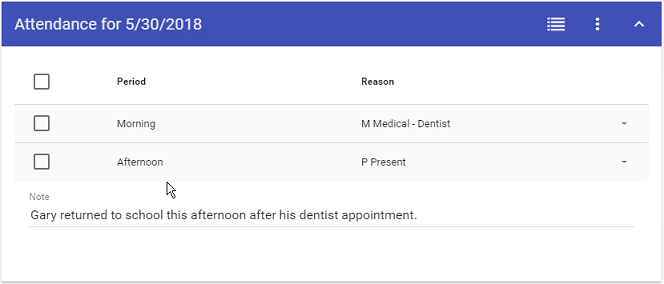 Attendance for 5/30/2018
Period Reason
Morning M Medical - Dentist
Afternoon P Present
Note
Gary returned to school this afternoon after his dentist appointment.